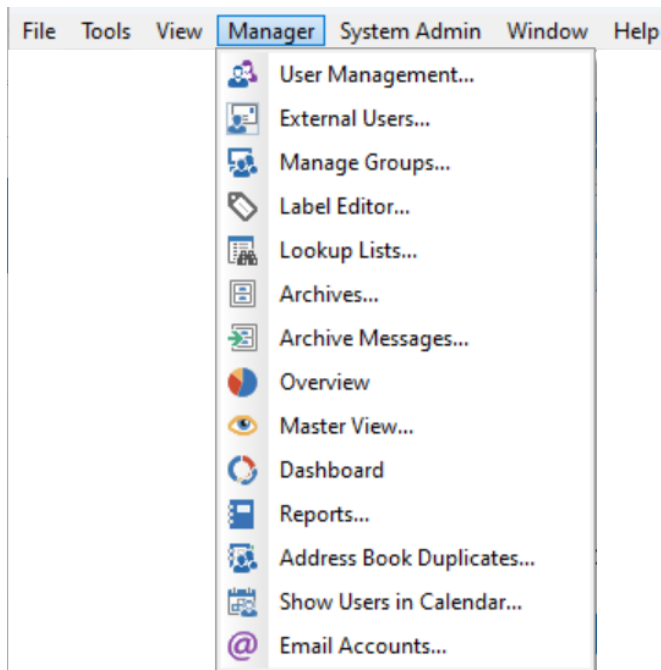 File Tools View Manager System Admin Window Help
User Management...
External Users...
Manage Groups...
Label Editor...
Lookup Lists...
Archives...
Archive Messages...
Overview
Master View...
Dashboard
Reports...
Address Book Duplicates...
Show Users in Calendar...
Email Accounts...